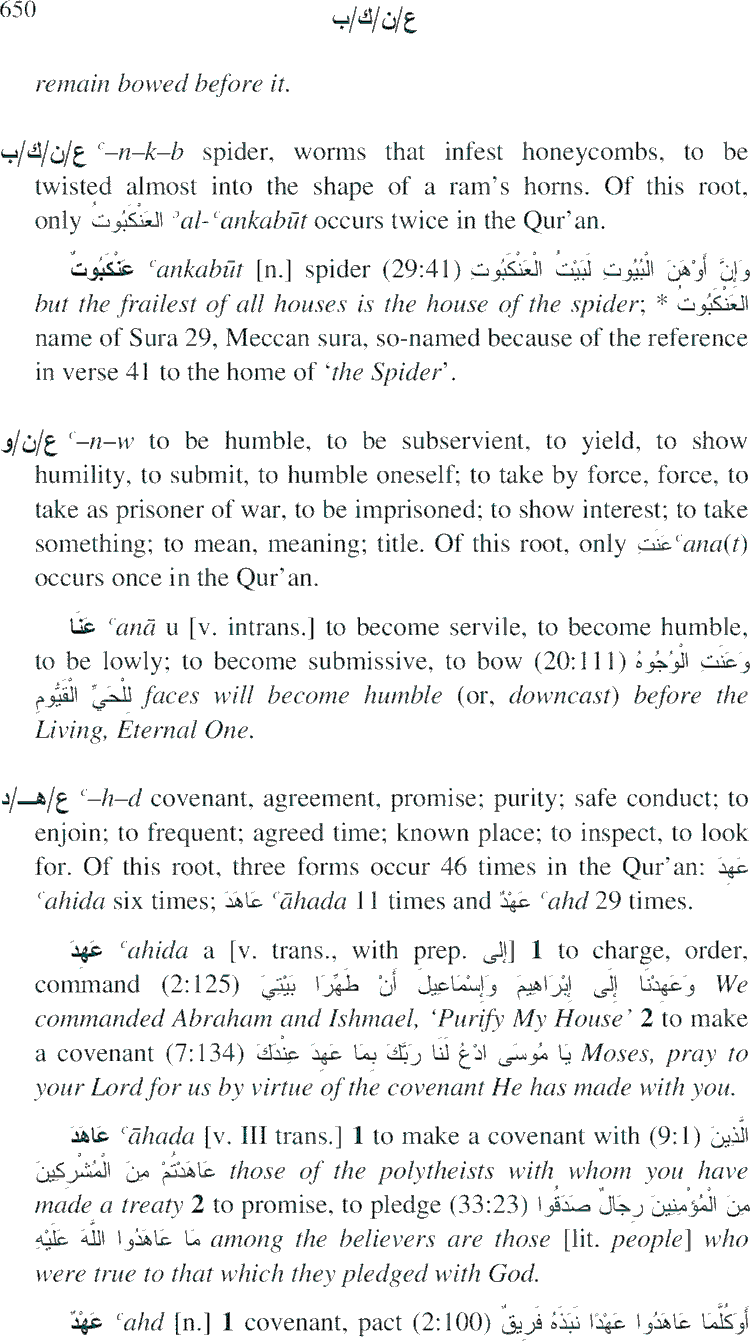 650
ع/ن/ك/ب
remain bowed before it.
ع/ن/ك/ب ʿ–n–k–b spider, worms that infest honeycombs, to be
twisted almost into the shape of a ram’s horns. Of this root,
only العَنْكَبُوتُ ʾal-ʿankabūt occurs twice in the Qur’an.
عَنْكَبُوتٌ ʿankabūt [n.] spider (29:41) وَإِنَّ أَوْهَنَ الْبُيُوتِ لَبَيْتُ الْعَنْكَبُوتِ
but the frailest of all houses is the house of the spider; * العَنْكَبُوتُ
name of Sura 29, Meccan sura, so-named because of the reference
in verse 41 to the home of ‘the Spider’.
ع/ن/و ʿ–n–w to be humble, to be subservient, to yield, to show
humility, to submit, to humble oneself; to take by force, force, to
take as prisoner of war, to be imprisoned; to show interest; to take
something; to mean, meaning; title. Of this root, only عَنَتِ ʿana(t)
occurs once in the Qur’an.
عَنَا ʿanā u [v. intrans.] to become servile, to become humble,
to be lowly; to become submissive, to bow (20:111) وَعَنَتِ الْوُجُوهُ
لِلْحَيِّ الْقَيُّومِ faces will become humble (or, downcast) before the
Living, Eternal One.
ع/هـ/د ʿ–h–d covenant, agreement, promise; purity; safe conduct; to
enjoin; to frequent; agreed time; known place; to inspect, to look
for. Of this root, three forms occur 46 times in the Qur’an: عَهِدَ
ʿahida six times; عَاهَدَ ʿāhada 11 times and عَهْدٌ ʿahd 29 times.
عَهِدَ ʿahida a [v. trans., with prep. إلى] 1 to charge, order,
command (2:125) وَعَهِدْنَا إِلَى إِبْرَاهِيمَ وَإِسْمَاعِيلَ أَنْ طَهِّرَا بَيْتِيَ We
commanded Abraham and Ishmael, ‘Purify My House’ 2 to make
a covenant (7:134) يَا مُوسَى ادْعُ لَنَا رَبَّكَ بِمَا عَهِدَ عِنْدَكَ Moses, pray to
your Lord for us by virtue of the covenant He has made with you.
عَاهَدَ ʿāhada [v. III trans.] 1 to make a covenant with (9:1) الَّذِينَ
عَاهَدْتُمْ مِنَ الْمُشْرِكِينَ those of the polytheists with whom you have
made a treaty 2 to promise, to pledge (33:23) مِنَ الْمُؤْمِنِينَ رِجَالٌ صَدَقُوا
مَا عَاهَدُوا اللَّهَ عَلَيْهِ among the believers are those [lit. people] who
were true to that which they pledged with God.
عَهْدٌ ʿahd [n.] 1 covenant, pact (2:100) أَوَكُلَّمَا عَاهَدُوا عَهْدًا نَبَذَهُ فَرِيقٌ